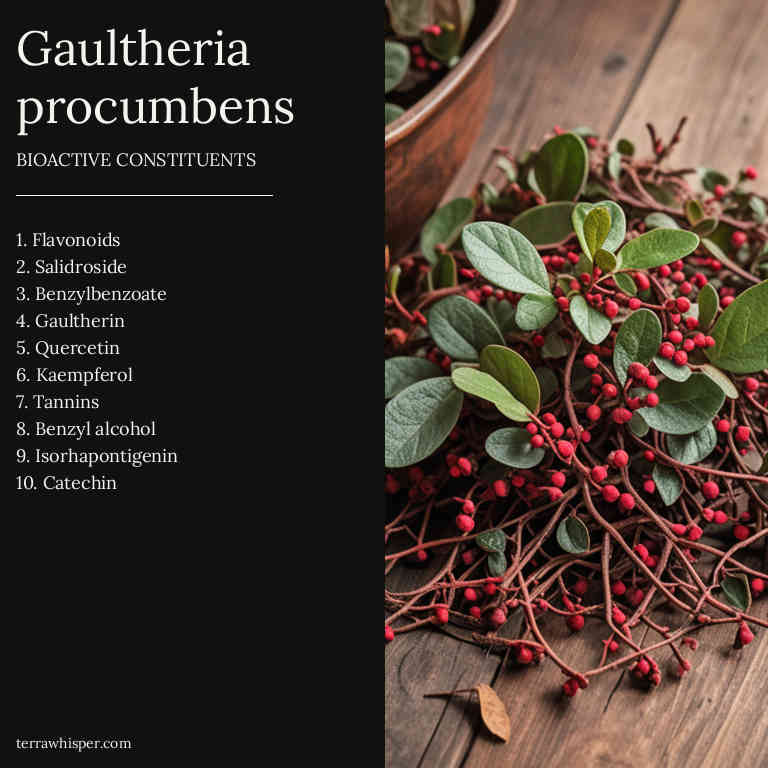 Gaultheria
procumbens
BIOACTIVE CONSTITUENTS
1. Flavonoids
2. Salidroside
3. Benzylbenzoate
4. Gaultherin
5. Quercetin
6. Kaempferol
7. Tannins
8. Benzyl alcohol
9. Isorhapontigenin
10. Catechin
terrawhisper.com